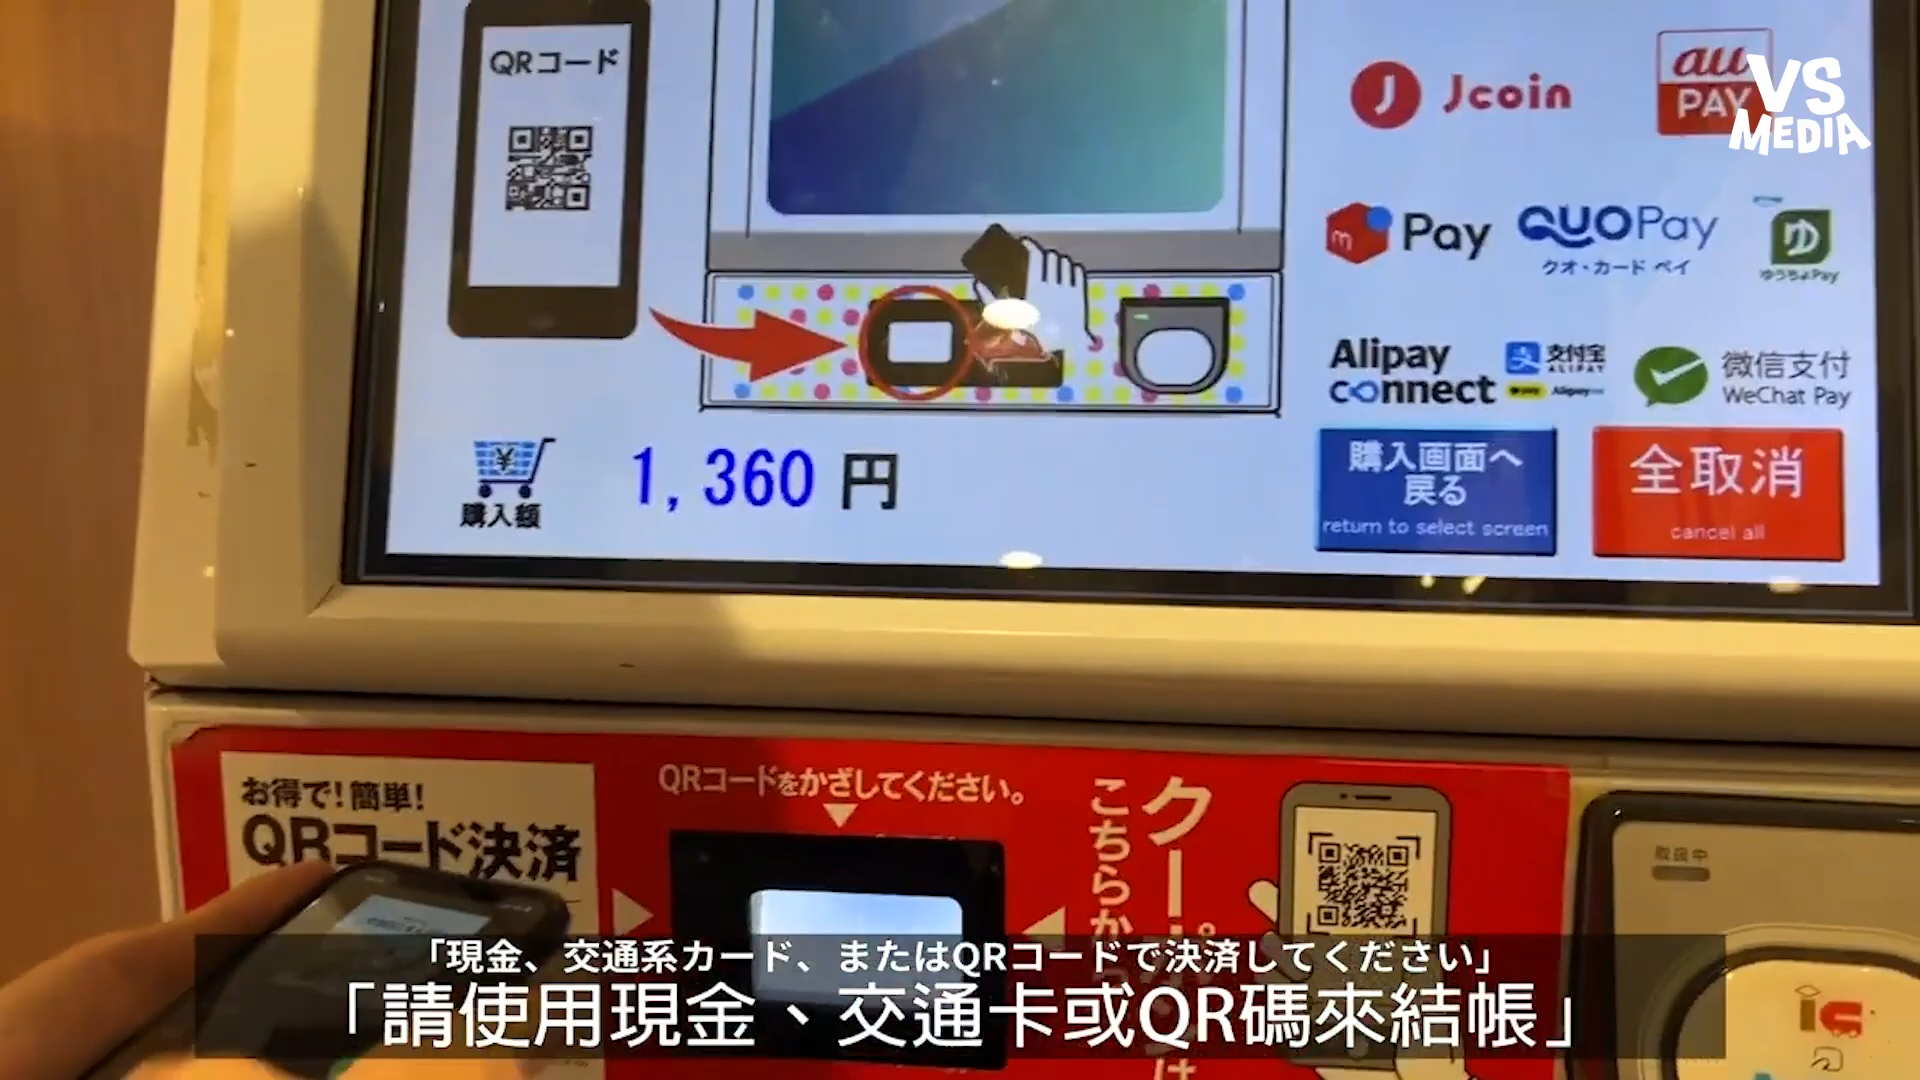 QRコード
Jcoin
au
PAY
VS
MEDIA
m Pay
QUOPay
クオ・カード ペイ
ゆ
ゆうちょPay
Alipay
connect
支付宝
ALIPAY
微信支付
WeChat Pay
購入額
1,360 円
購入画面へ
戻る
return to select screen
全取消
cancel all
お得で!簡単!
QRコード決済
QRコードをかざしてください。
クーポ
こちらから
は
取扱中
「現金、交通系カード、またはQRコードで決済してください」
「請使用現金、交通卡或QR碼來結帳」